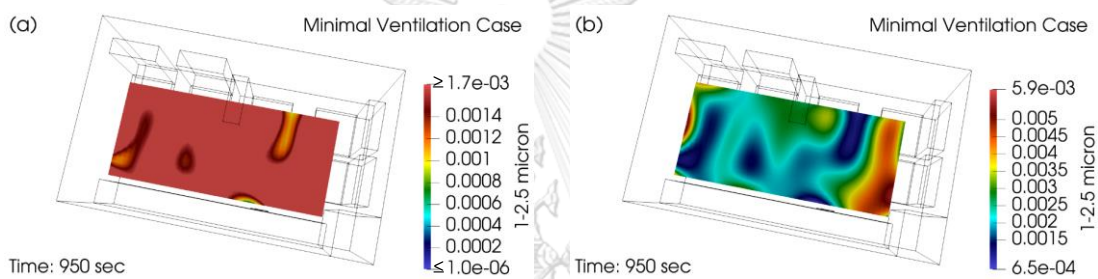 (a)
Minimal Ventilation Case
≥ 1.7e-03
0.0014
0.0012
0.001
0.0008
0.0006
0.0004
0.0002
≤ 1.0e-06
1-2.5 micron
Time: 950 sec
(b)
Minimal Ventilation Case
5.9e-03
0.005
0.0045
0.004
0.0035
0.003
0.0025
0.002
0.0015
6.5e-04
1-2.5 micron
Time: 950 sec